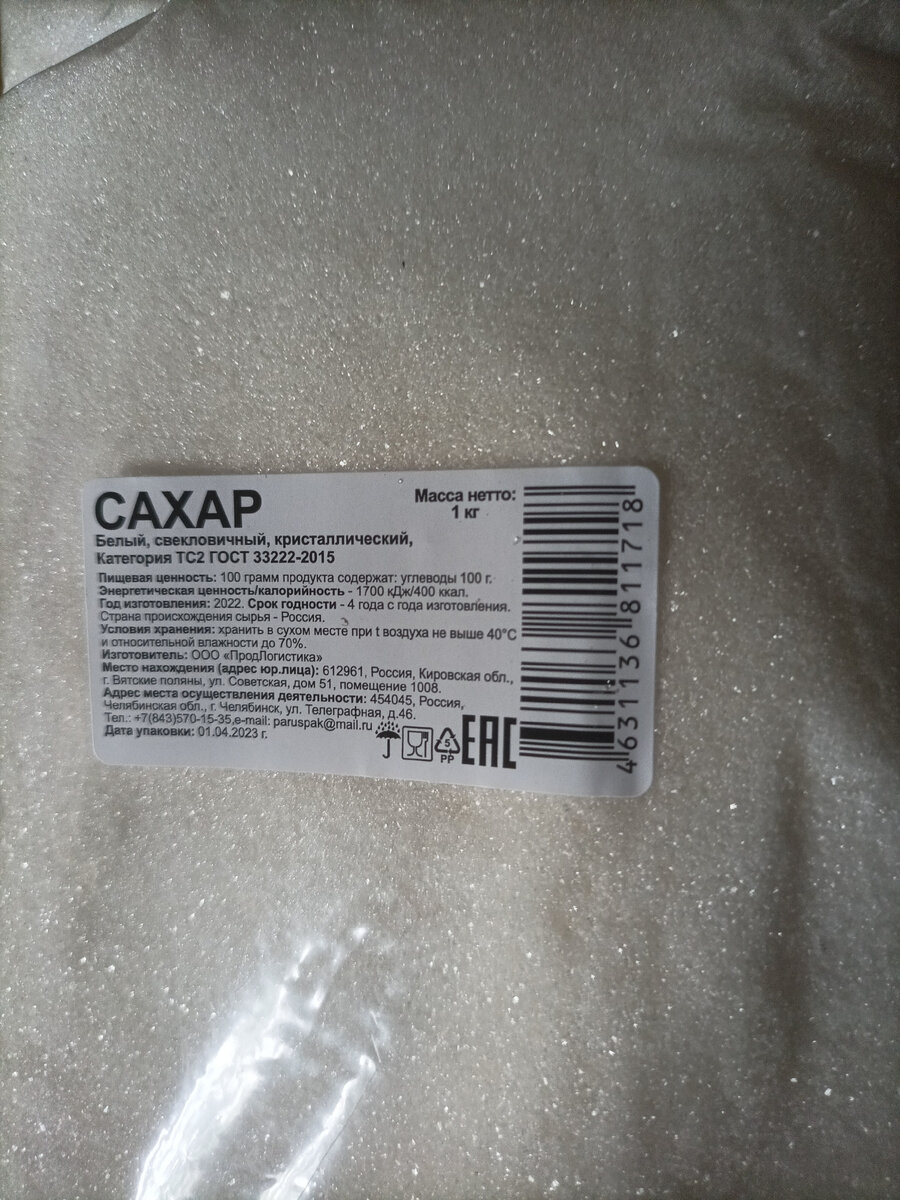 САХАР
Масса нетто:
1 кг
Белый, свекловичный, кристаллический,
Категория ТС2 ГОСТ 33222-2015
Пищевая ценность: 100 грамм продукта содержат: углеводы 100 г.
Энергетическая ценность/калорийность - 1700 кДж/400 ккал.
Год изготовления: 2022. Срок годности - 4 года с года изготовления.
Страна происхождения сырья - Россия.
Условия хранения: хранить в сухом месте при t воздуха не выше 40°С
и относительной влажности до 70%.
Изготовитель: ООО «ПродЛогистика»
Место нахождения (адрес юр.лица): 612961, Россия, Кировская обл.,
г. Вятские поляны, ул. Советская, дом 51, помещение 1008.
Адрес места осуществления деятельности: 454045, Россия,
Челябинская обл., г. Челябинск, ул. Телеграфная, д.46.
Тел.: +7(843)570-15-35,e-mail: paruspak@mail.ru
Дата упаковки: 01.04.2023 г.
5
PP
ЕАС
4631136811718